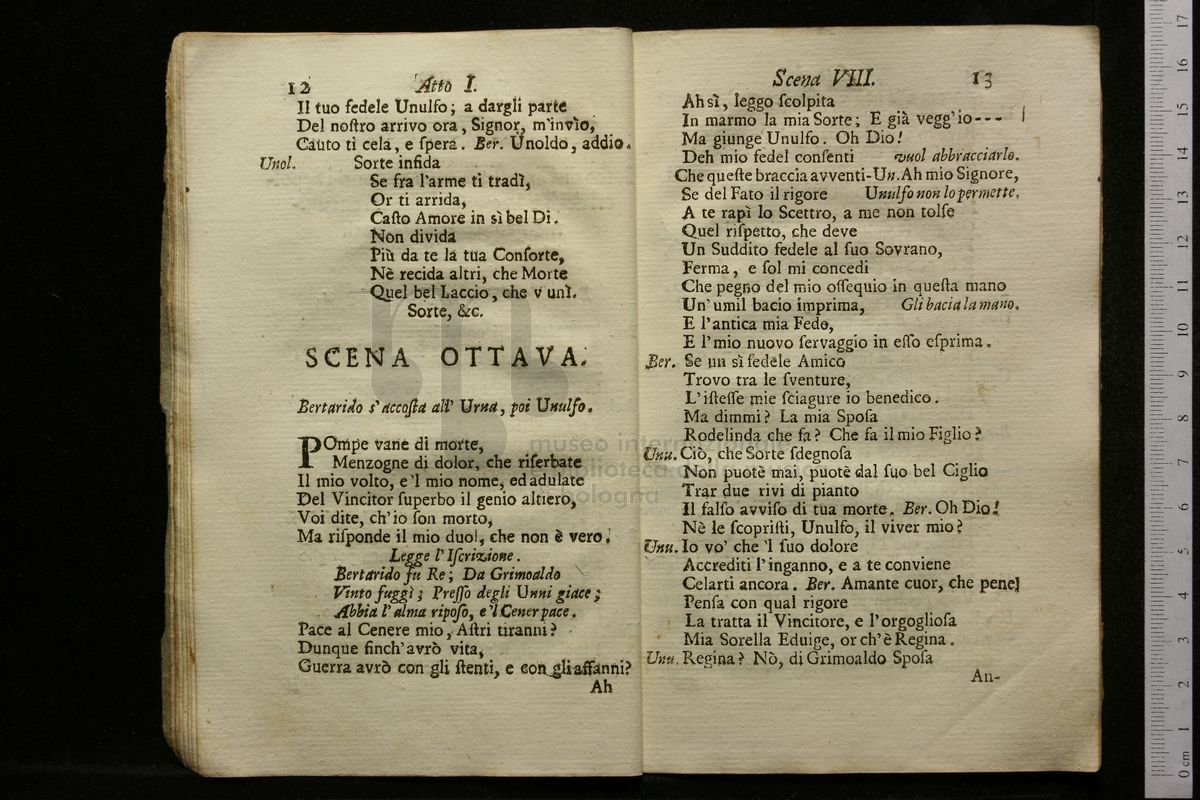 12 Atto I.
Il tuo fedele Unulfo; a dargli parte
Del noſtro arrivo ora, Signor, m'invìo,
Cauto ti cela, e ſpera. Ber. Unoldo, addio.
Unol. Sorte infida
Se fra l'arme ti tradì,
Or ti arrida,
Caſto Amore in sì bel Di.
Non divida
Più da te la tua Conſorte,
Nè recida altri, che Morte
Quel bel Laccio, che v'unì.
Sorte, &c.
SCENA OTTAVA.
Bertarido s'accoſta all' Urna, poi Unulfo.
POmpe vane di morte,
Menzogne di dolor, che riſerbate
Il mio volto, e'l mio nome, ed adulate
Del Vincitor ſuperbo il genio altiero,
Voi dite, ch'io ſon morto,
Ma riſponde il mio duol, che non è vero.
Legge l'Iſcrizione.
Bertarido fu Re; Da Grimoaldo
Vinto fuggì; Preſſo degli Unni giace;
Abbia l'alma ripoſo, e'l Cener pace.
Pace al Cenere mio, Aſtri tiranni?
Dunque finch'avrò vita,
Guerra avrò con gli ſtenti, e con gli affanni?
Ah
Scena VIII. 13
Ah sì, leggo ſcolpita
In marmo la mia Sorte; E già vegg'io---
Ma giunge Unulfo. Oh Dio!
Deh mio fedel conſenti vuol abbracciarlo.
Che queſte braccia avventi-Un. Ah mio Signore,
Se del Fato il rigore Unulfo non lo permette.
A te rapì lo Scettro, a me non tolſe
Quel riſpetto, che deve
Un Suddito fedele al ſuo Sovrano,
Ferma, e ſol mi concedi
Che pegno del mio oſſequio in queſta mano
Un'umil bacio imprima, Gli bacia la mano.
E l'antica mia Fede,
E l'mio nuovo ſervaggio in eſſo eſprima.
Ber. Se un sì fedele Amico
Trovo tra le ſventure,
L'iſteſſe mie ſciagure io benedico.
Ma dimmi? La mia Spoſa
Rodelinda che fa? Che fa il mio Figlio?
Unu. Ciò, che Sorte ſdegnoſa
Non puotè mai, puotè dal ſuo bel Ciglio
Trar due rivi di pianto
Il falſo avviſo di tua morte. Ber. Oh Dio!
Nè le ſcopriſti, Unulfo, il viver mio?
Unu. Io vo' che 'l ſuo dolore
Accrediti l'inganno, e a te conviene
Celarti ancora. Ber. Amante cuor, che pene!
Penſa con qual rigore
La tratta il Vincitore, e l'orgoglioſa
Mia Sorella Eduige, or ch'è Regina.
Unu. Regina? Nò, di Grimoaldo Spoſa
An-